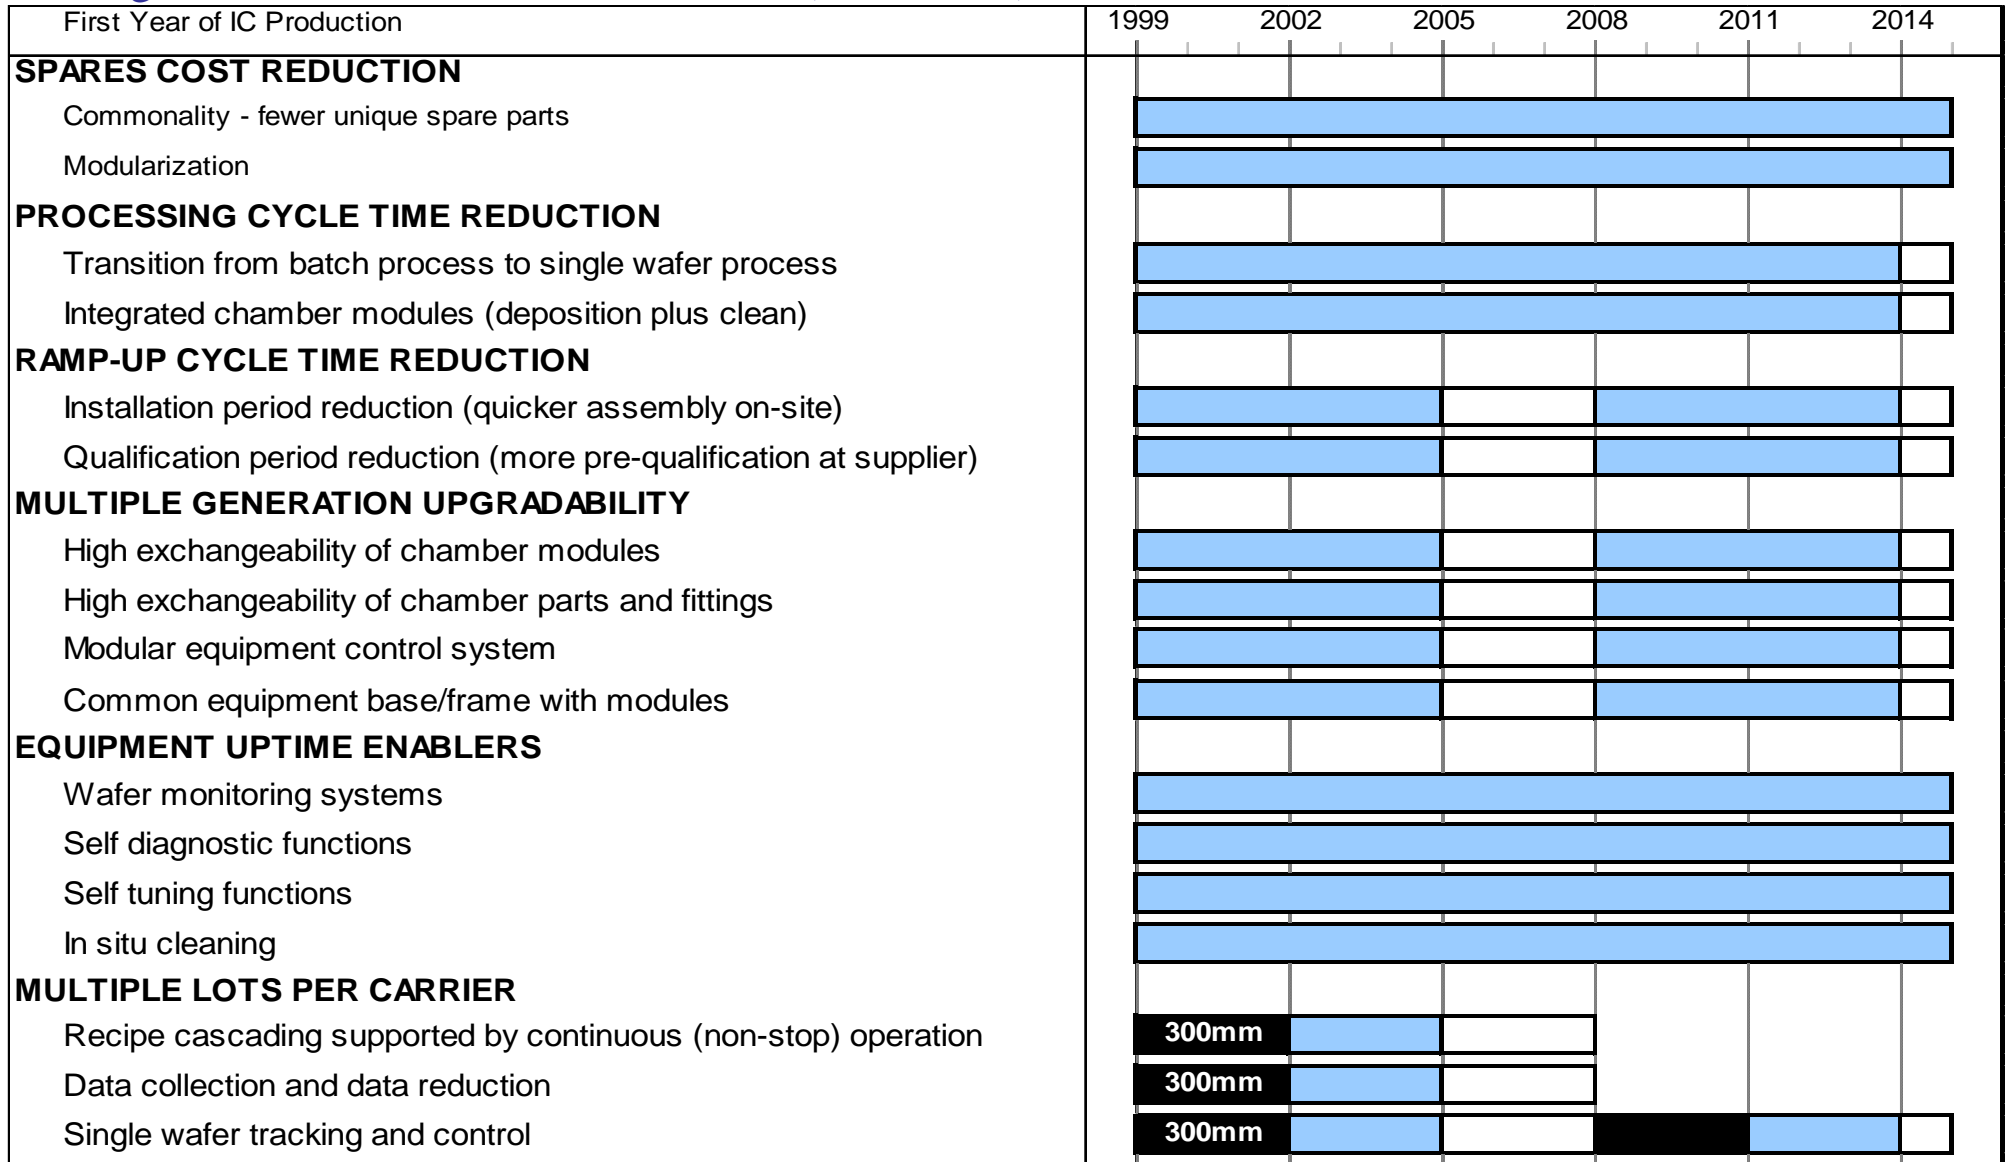 First Year of IC Production 1999 2002 2005 2008 2011 2014
SPARES COST REDUCTION
Commonality - fewer unique spare parts
Modularization
PROCESSING CYCLE TIME REDUCTION
Transition from batch process to single wafer process
Integrated chamber modules (deposition plus clean)
RAMP-UP CYCLE TIME REDUCTION
Installation period reduction (quicker assembly on-site)
Qualification period reduction (more pre-qualification at supplier)
MULTIPLE GENERATION UPGRADABILITY
High exchangeability of chamber modules
High exchangeability of chamber parts and fittings
Modular equipment control system
Common equipment base/frame with modules
EQUIPMENT UPTIME ENABLERS
Wafer monitoring systems
Self diagnostic functions
Self tuning functions
In situ cleaning
MULTIPLE LOTS PER CARRIER
Recipe cascading supported by continuous (non-stop) operation 300mm
Data collection and data reduction 300mm
Single wafer tracking and control 300mm